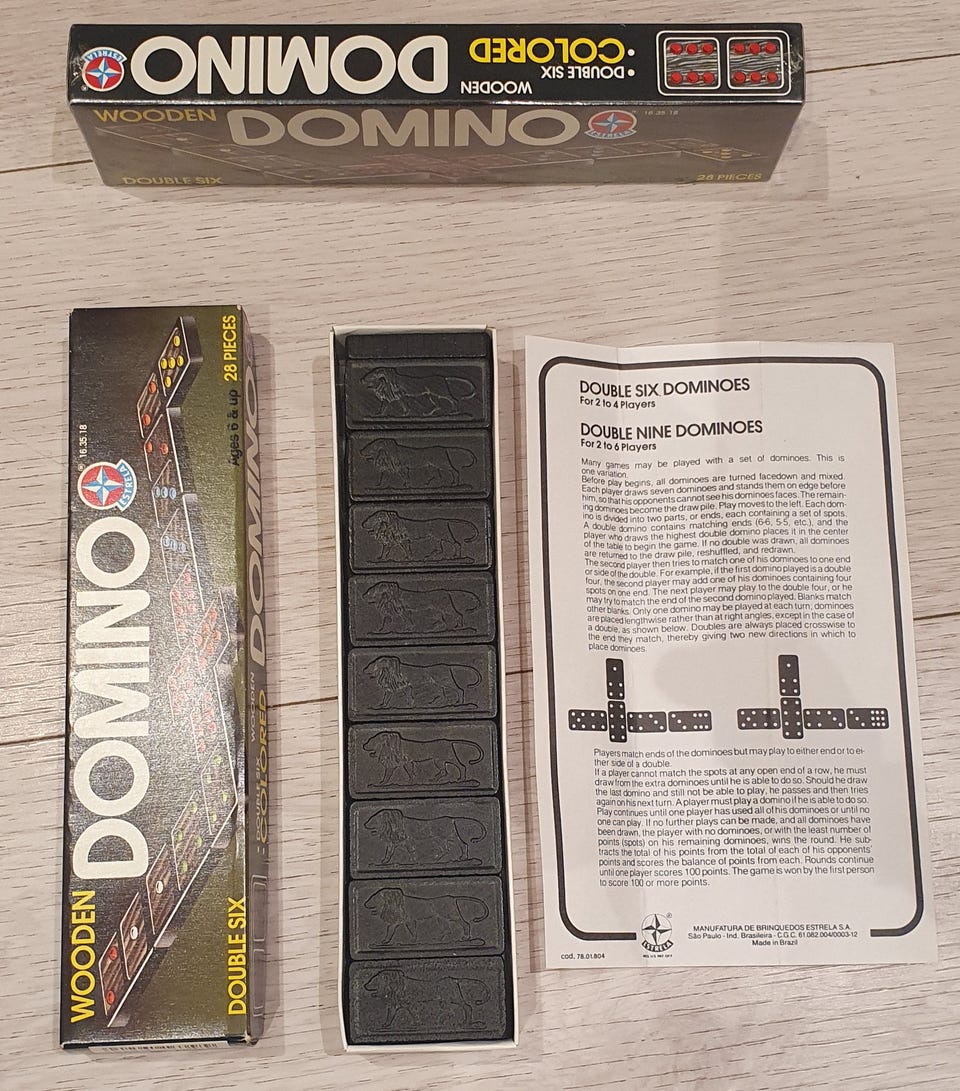 DOMINO
COLORED
• DOUBLE SIX
WOODEN
ESTRELA
WOODEN
DOMINO
ESTRELA
16.35.18
DOUBLE SIX
28 PIECES
WOODEN
DOMINO
ESTRELA
16.35.18
DOUBLE SIX
Ages 6 & up
28 PIECES
DOMINO
COLORED
DOUBLE SIX DOMINOES
For 2 to 4 Players
DOUBLE NINE DOMINOES
For 2 to 6 Players
Many games may be played with a set of dominoes. This is
one variation.
Before play begins, all dominoes are turned facedown and mixed.
Each player draws seven dominoes and stands them on edge before
him, so that his opponents cannot see his dominoes faces. The remain-
ing dominoes become the draw pile. Play moves to the left. Each dom-
ino is divided into two parts, or ends, each containing a set of spots.
A double domino contains matching ends (6-6, 5-5, etc.), and the
player who draws the highest double domino places it in the center
of the table to begin the game. If no double was drawn, all dominoes
are returned to the draw pile, reshuffled, and redrawn.
The second player then tries to match one of his dominoes to one end
or side of the double. For example, if the first domino played is a double
four, the second player may add one of his dominoes containing four
spots on one end. The next player may play to the double four, or he
may try to match the end of the second domino played. Blanks match
other blanks. Only one domino may be played at each turn; dominoes
are placed lengthwise rather than at right angles, except in the case of
a double, as shown below. Doubles are always placed crosswise to
the end they match, thereby giving two new directions in which to
place dominoes.
Players match ends of the dominoes but may play to either end or to ei-
ther side of a double.
If a player cannot match the spots at any open end of a row, he must
draw from the extra dominoes until he is able to do so. Should he draw
the last domino and still not be able to play, he passes and then tries
again on his next turn. A player must play a domino if he is able to do so.
Play continues until one player has used all of his dominoes or until no
one can play. If no further plays can be made, and all dominoes have
been drawn, the player with no dominoes, or with the least number of
points (spots) on his remaining dominoes, wins the round. He sub-
tracts the total of his points from the total of each of his opponents'
points and scores the balance of points from each. Rounds continue
until one player scores 100 points. The game is won by the first person
to score 100 or more points.
ESTRELA
MANUFATURA DE BRINQUEDOS ESTRELA S.A.
São Paulo - Ind. Brasileira - C.G.C. 61.082.004/0003-12
Made in Brazil
cod. 78.01.804